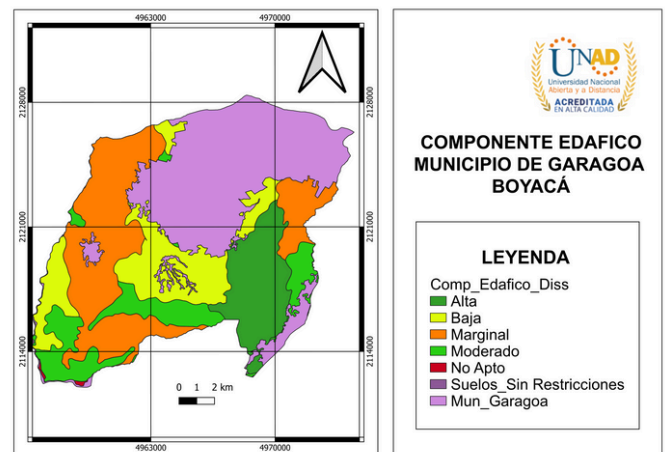 4963000 4970000
2128000 2128000
2121000 2121000
2114000 2114000
0 1 2 km
4963000 4970000
UNAD
Universidad Nacional
Abierta y a Distancia
ACREDITADA
EN ALTA CALIDAD
COMPONENTE EDAFICO
MUNICIPIO DE GARAGOA
BOYACÁ
LEYENDA
Comp_Edafico_Diss
Alta
Baja
Marginal
Moderado
No Apto
Suelos_Sin Restricciones
Mun_Garagoa